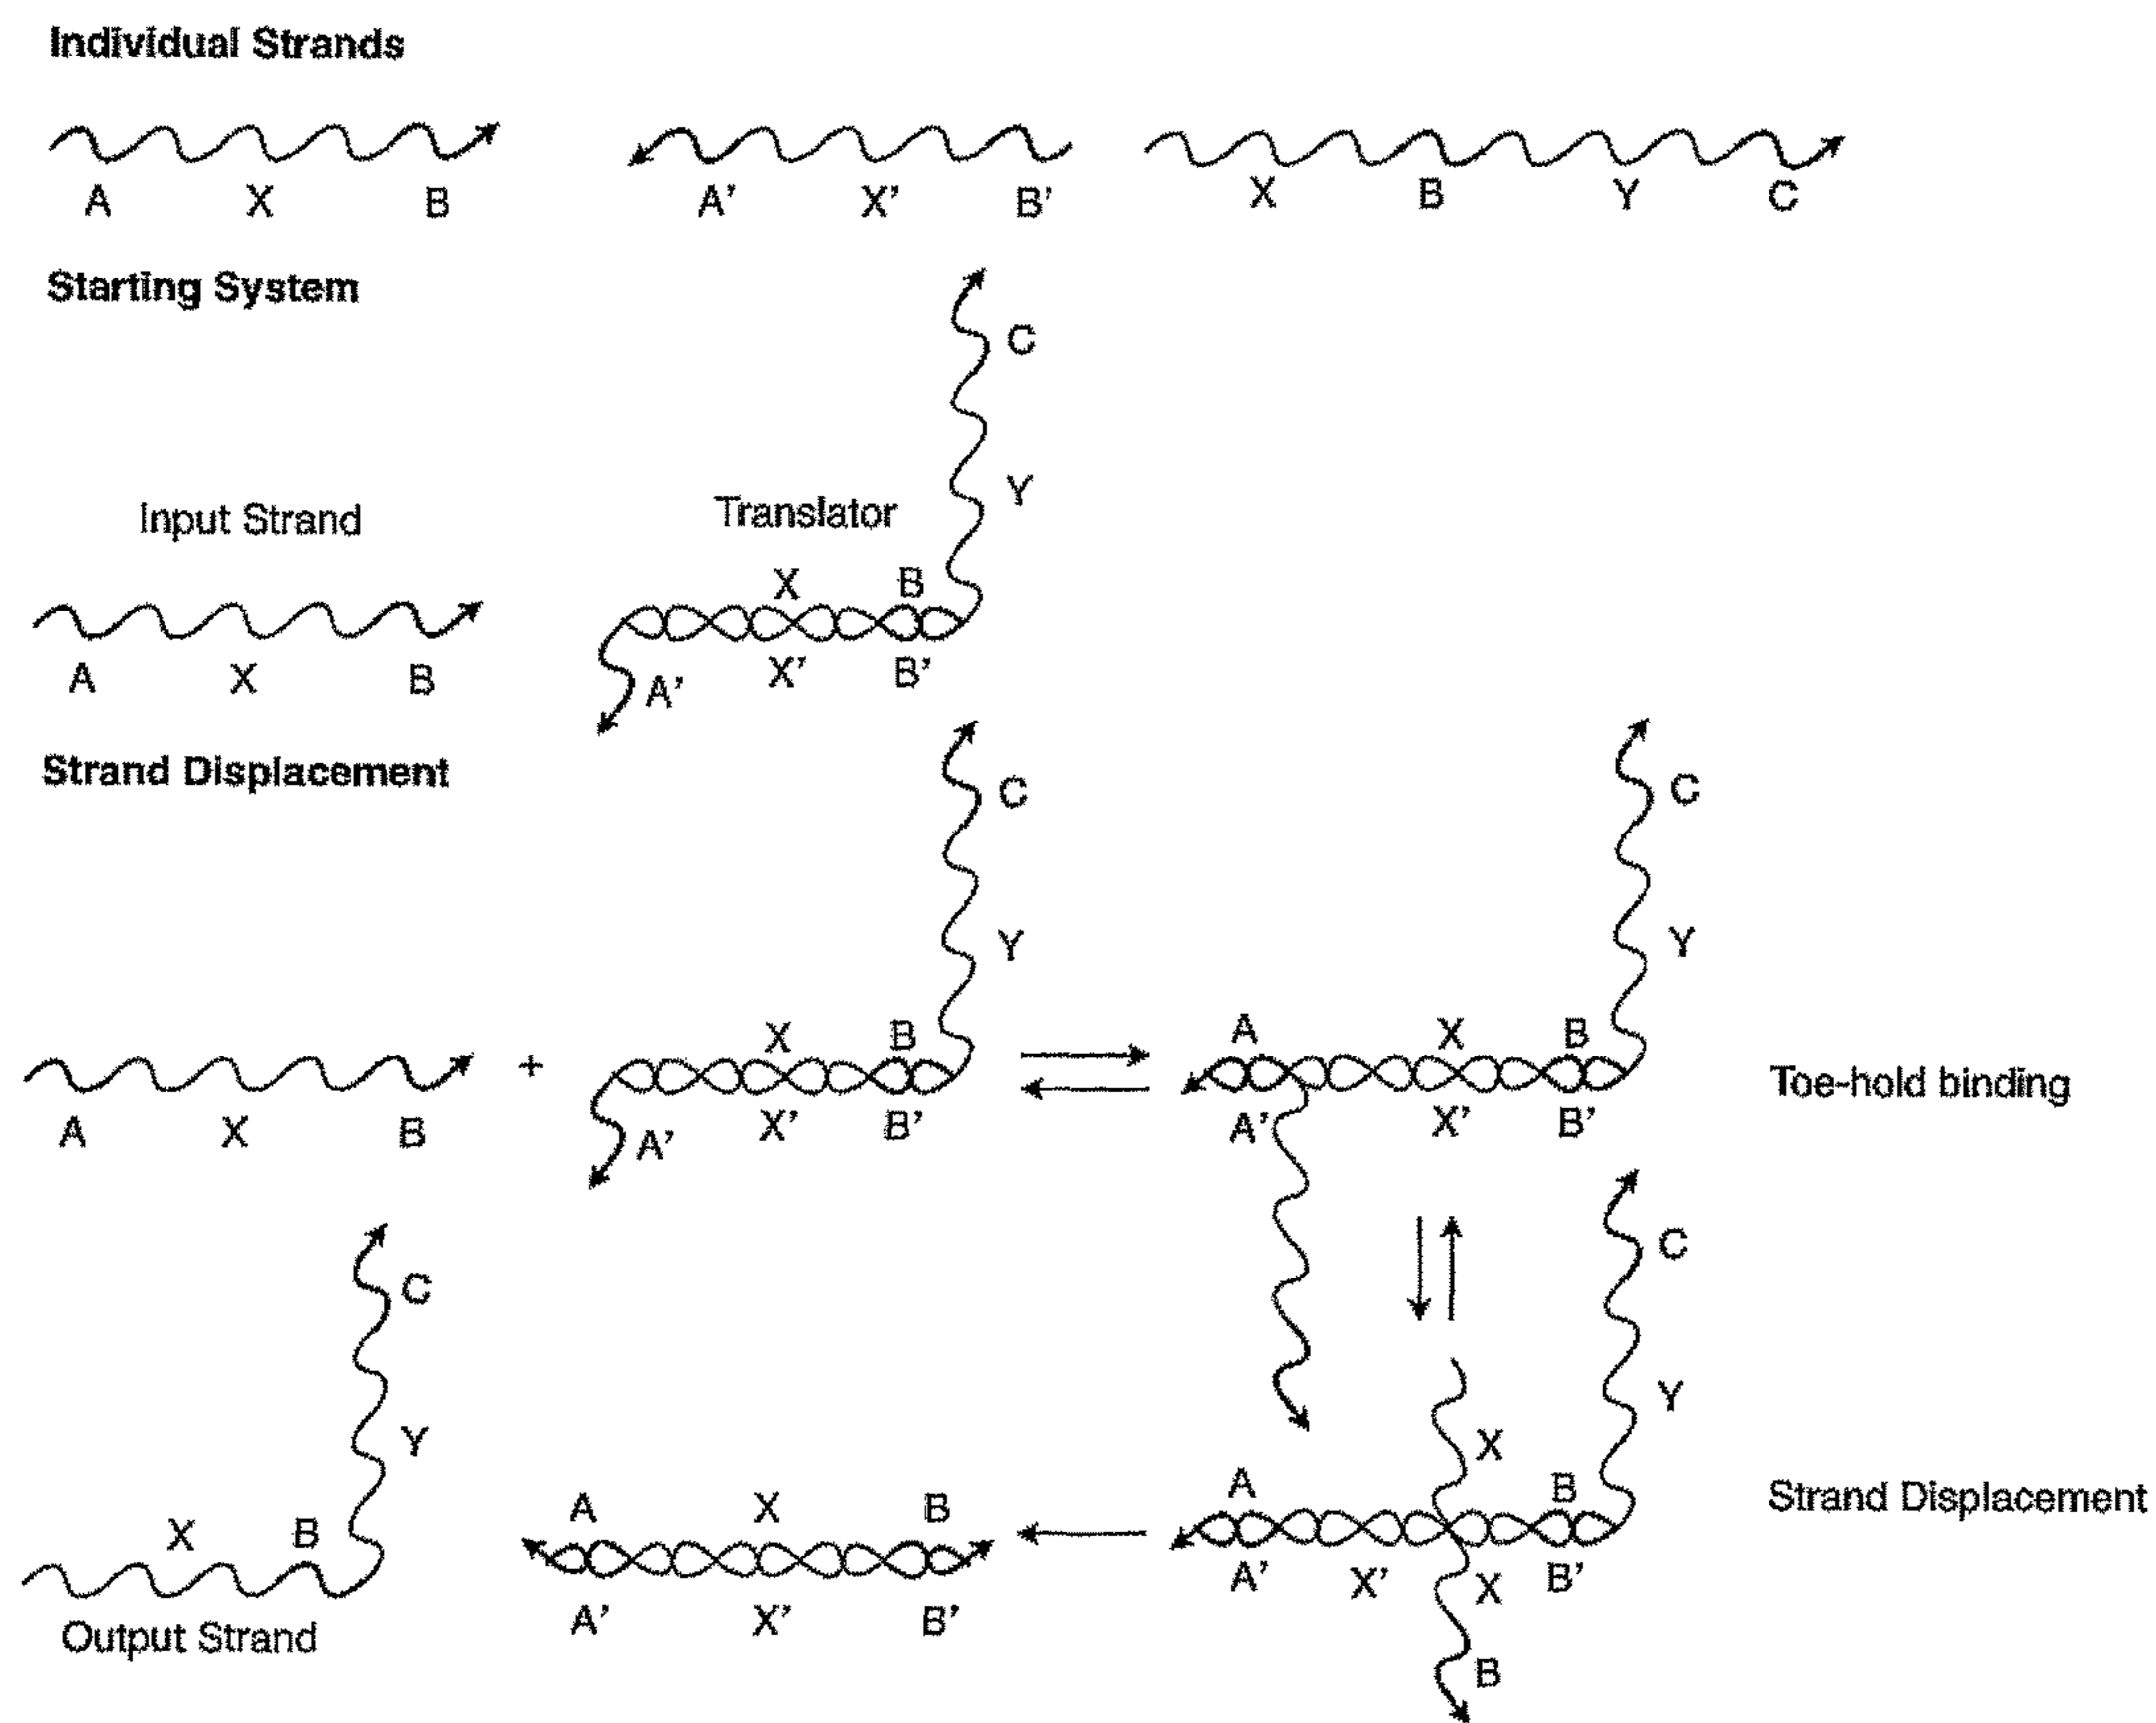 Individual Strands
A X B A' X' B' X B Y C
Starting System
C
Y
Input Strand Translator
X B
A X B A' X' B'
Strand Displacement
C C
Y Y
X B A X B
+ Toe-hold binding
A X B A' X' B' A' X' B'
C C
Y X Y
X B A X B A X B
Strand Displacement
A' X' B' A' X' X B'
Output Strand
B